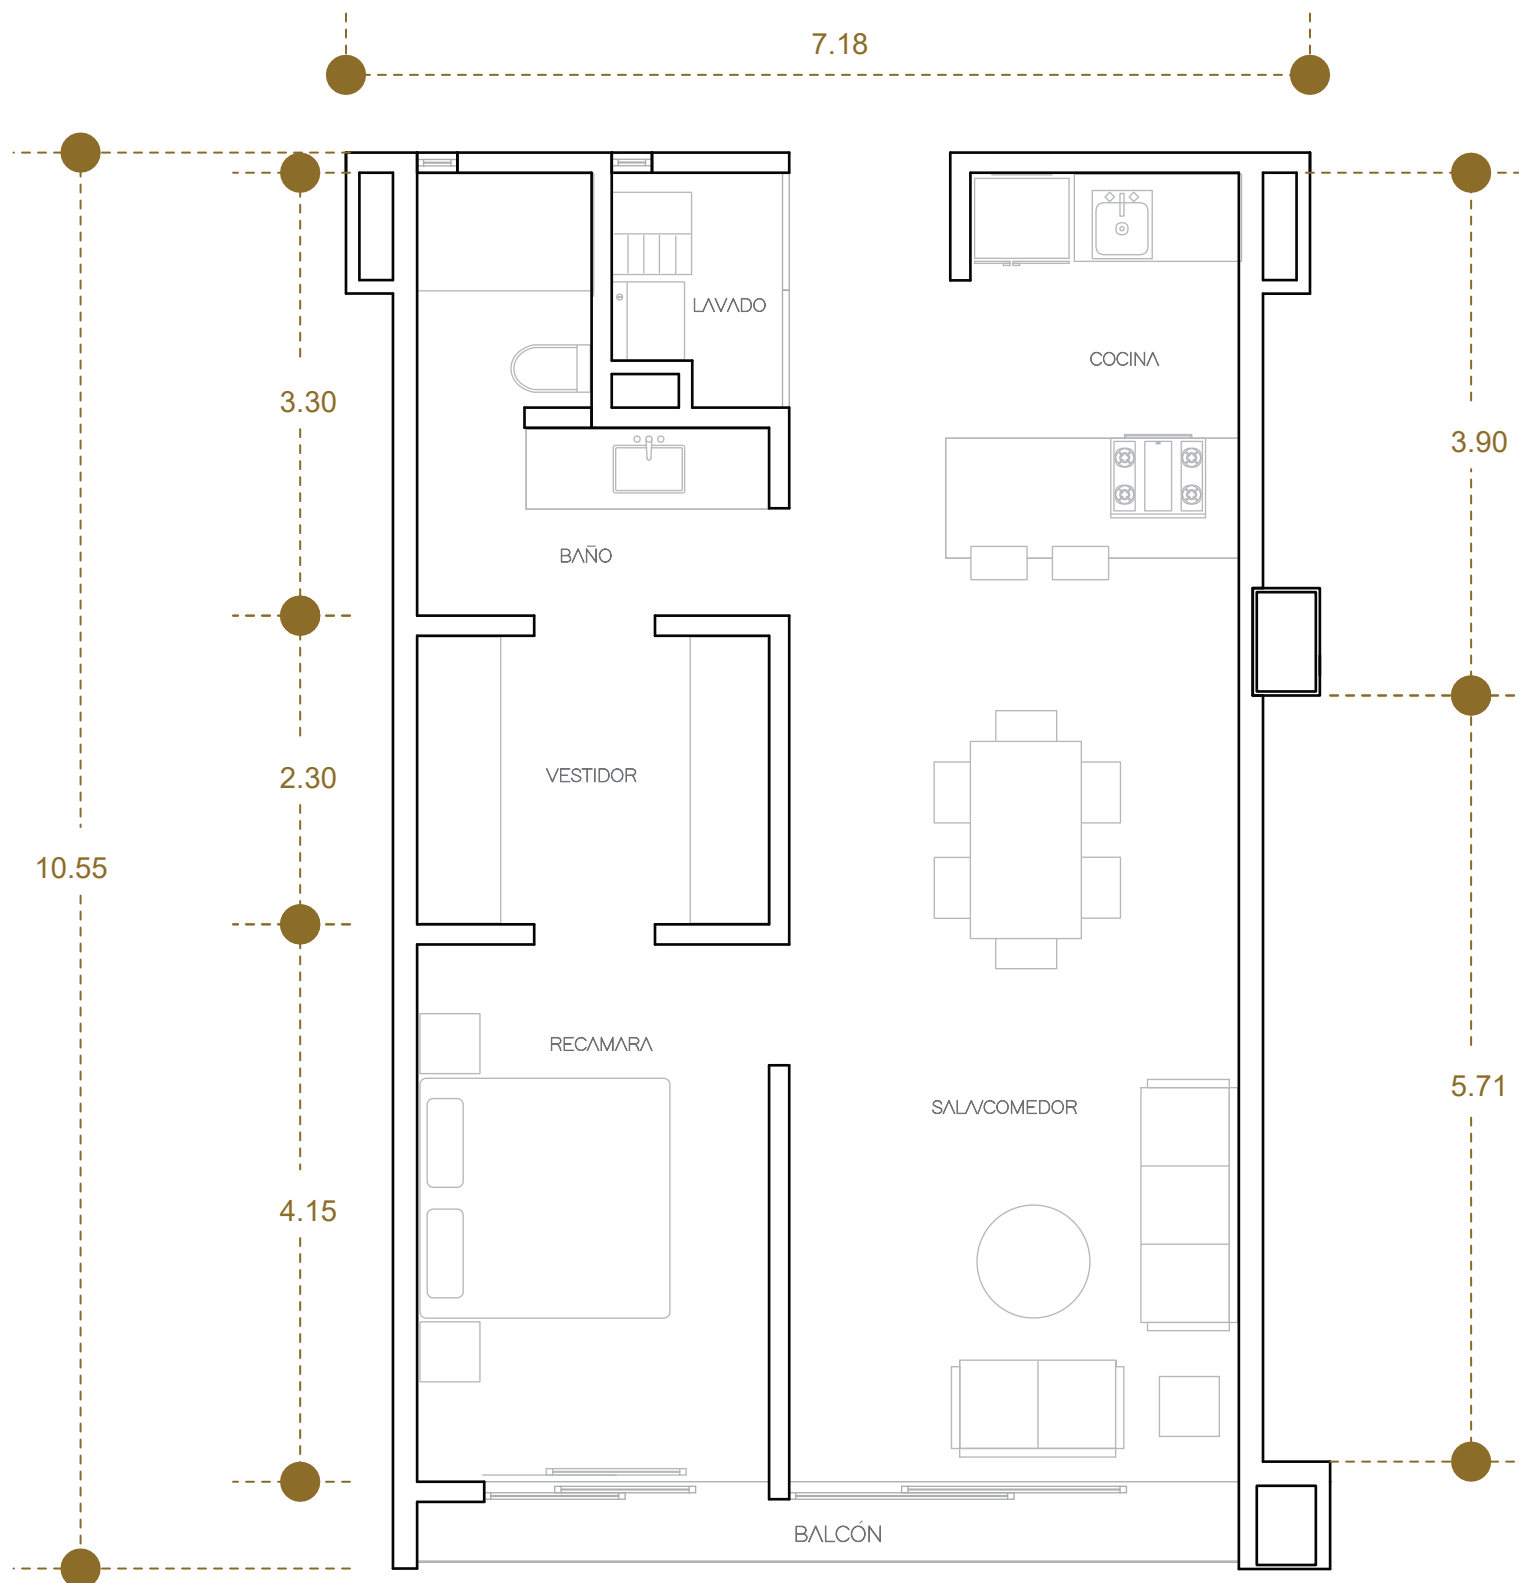 7.18
LAVADO
COCINA
3.30
3.90
BAÑO
VESTIDOR
2.30
10.55
RECAMARA
5.71
SALA/COMEDOR
4.15
BALCÓN